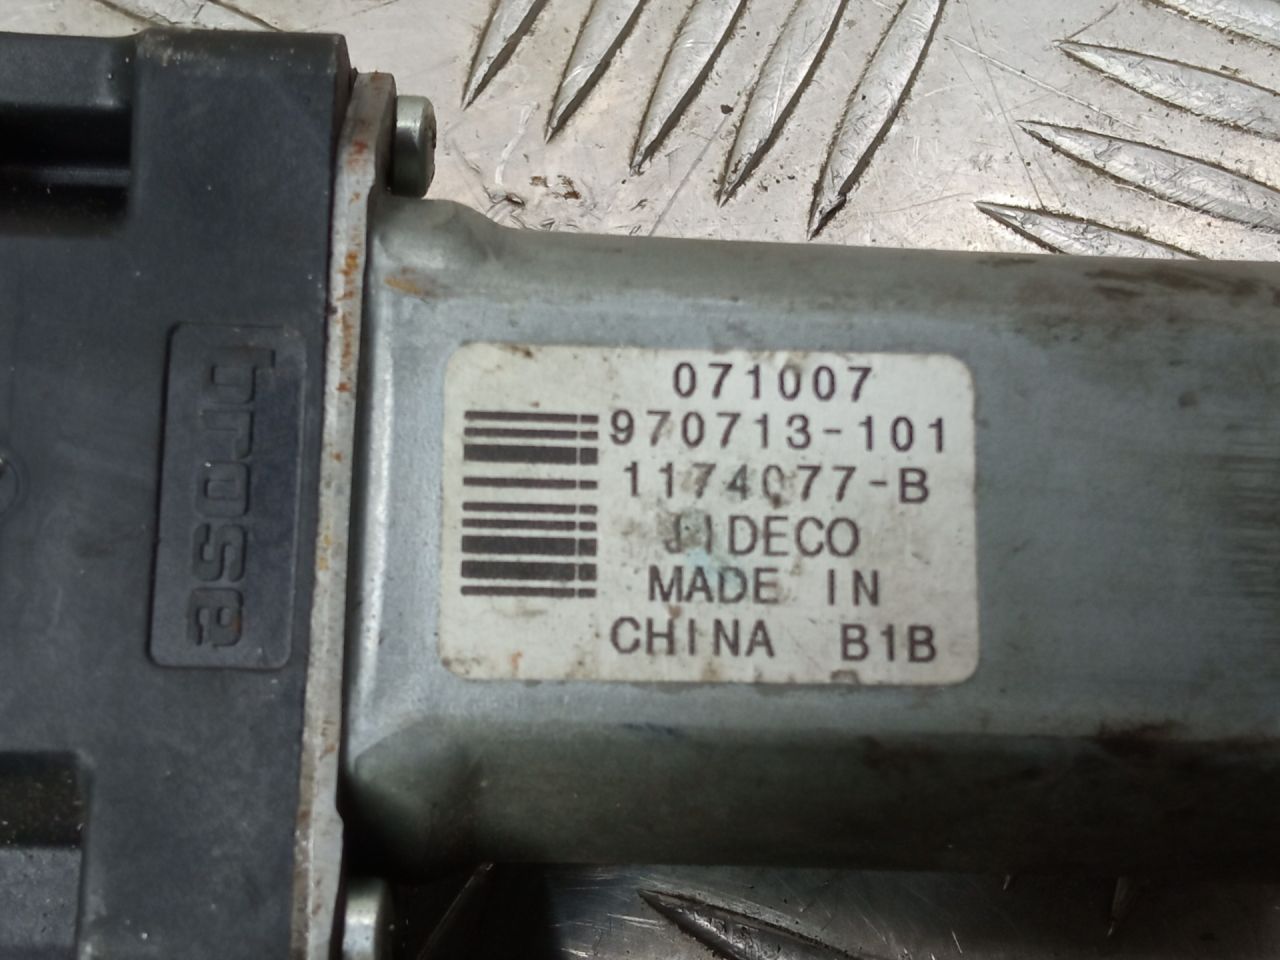 071007
970713-101
1174077-B
JIDECO
MADE IN
CHINA B1B
brose